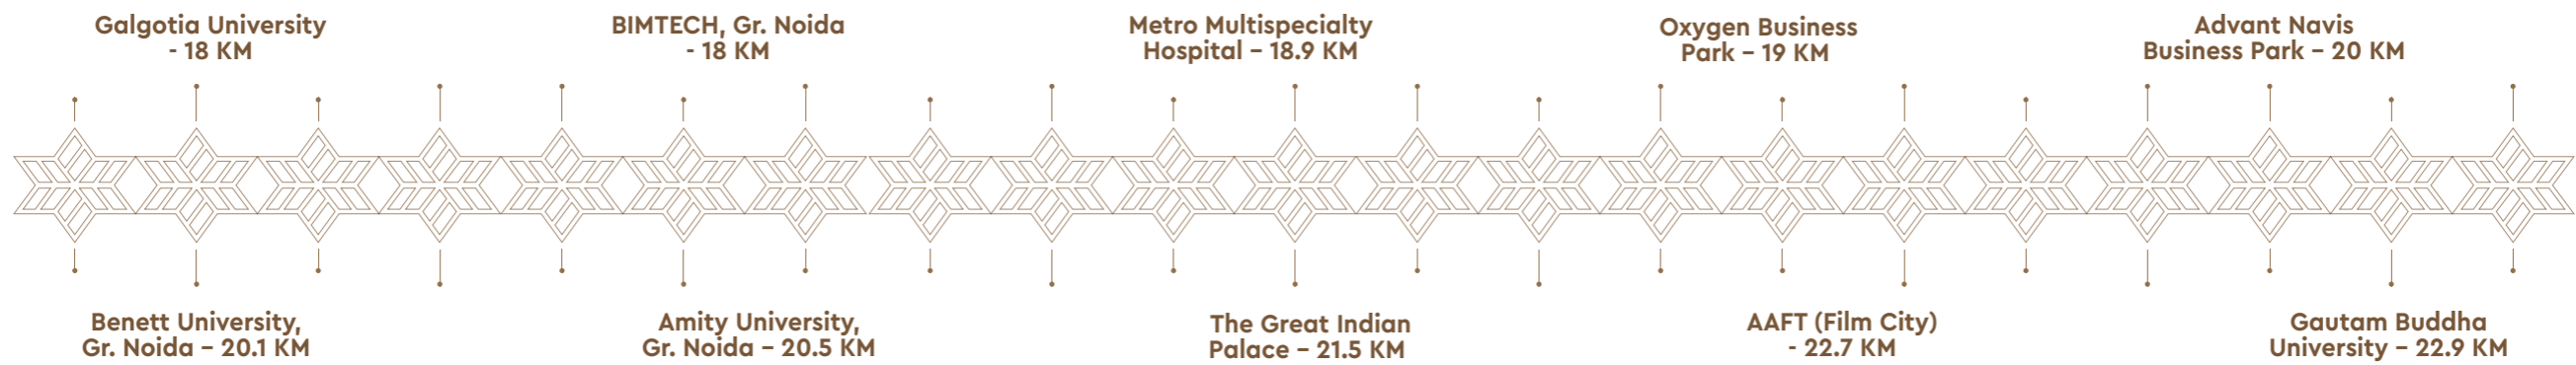 Galgotia University
- 18 KM
BIMTECH, Gr. Noida
- 18 KM
Metro Multispecialty
Hospital – 18.9 KM
Oxygen Business
Park – 19 KM
Advant Navis
Business Park – 20 KM
Benett University,
Gr. Noida – 20.1 KM
Amity University,
Gr. Noida – 20.5 KM
The Great Indian
Palace – 21.5 KM
AAFT (Film City)
- 22.7 KM
Gautam Buddha
University – 22.9 KM